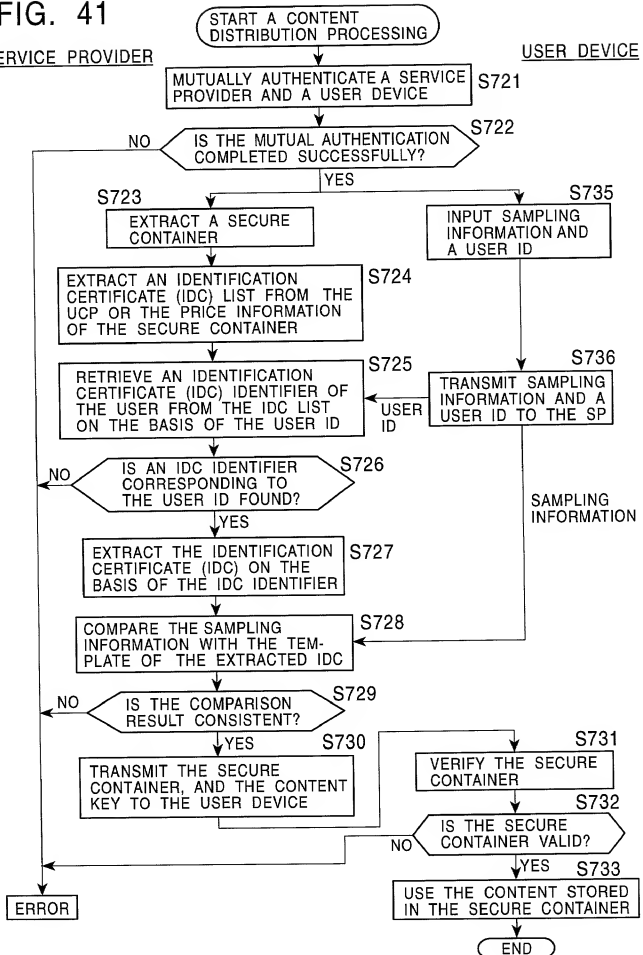 FIG. 41
START A CONTENT
DISTRIBUTION PROCESSING
ERVICE PROVIDER
USER DEVICE
MUTUALLY AUTHENTICATE A SERVICE
PROVIDER AND A USER DEVICE
S721
IS THE MUTUAL AUTHENTICATION
COMPLETED SUCCESSFULLY?
S722
NO
YES
S723
EXTRACT A SECURE
CONTAINER
S735
INPUT SAMPLING
INFORMATION AND
A USER ID
EXTRACT AN IDENTIFICATION
CERTIFICATE (IDC) LIST FROM THE
UCP OR THE PRICE INFORMATION
OF THE SECURE CONTAINER
S724
RETRIEVE AN IDENTIFICATION
CERTIFICATE (IDC) IDENTIFIER OF
THE USER FROM THE IDC LIST
ON THE BASIS OF THE USER ID
S725
USER
ID
S736
TRANSMIT SAMPLING
INFORMATION AND A
USER ID TO THE SP
IS AN IDC IDENTIFIER
CORRESPONDING TO
THE USER ID FOUND?
S726
NO
YES
SAMPLING
INFORMATION
EXTRACT THE IDENTIFICATION
CERTIFICATE (IDC) ON THE
BASIS OF THE IDC IDENTIFIER
S727
COMPARE THE SAMPLING
INFORMATION WITH THE TEM-
PLATE OF THE EXTRACTED IDC
S728
IS THE COMPARISON
RESULT CONSISTENT?
S729
NO
YES
S730
TRANSMIT THE SECURE
CONTAINER, AND THE CONTENT
KEY TO THE USER DEVICE
S731
VERIFY THE SECURE
CONTAINER
S732
IS THE SECURE
CONTAINER VALID?
NO
YES
S733
USE THE CONTENT STORED
IN THE SECURE CONTAINER
ERROR
END